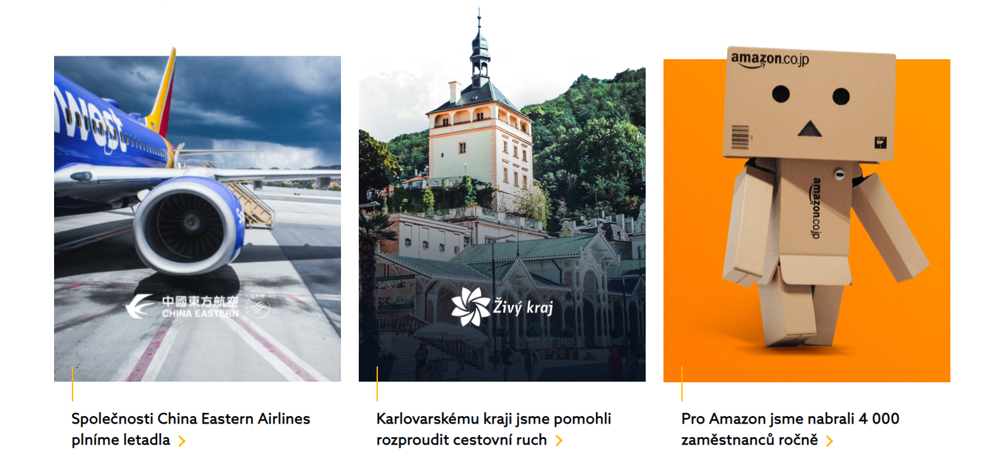 nwest
中國東方航空
CHINA EASTERN
Živý kraj
amazon.co.jp
amazon.co.jp
Společnosti China Eastern Airlines
plníme letadla
Karlovarskému kraji jsme pomohli
rozproudit cestovní ruch
Pro Amazon jsme nabrali 4 000
zaměstnanců ročně